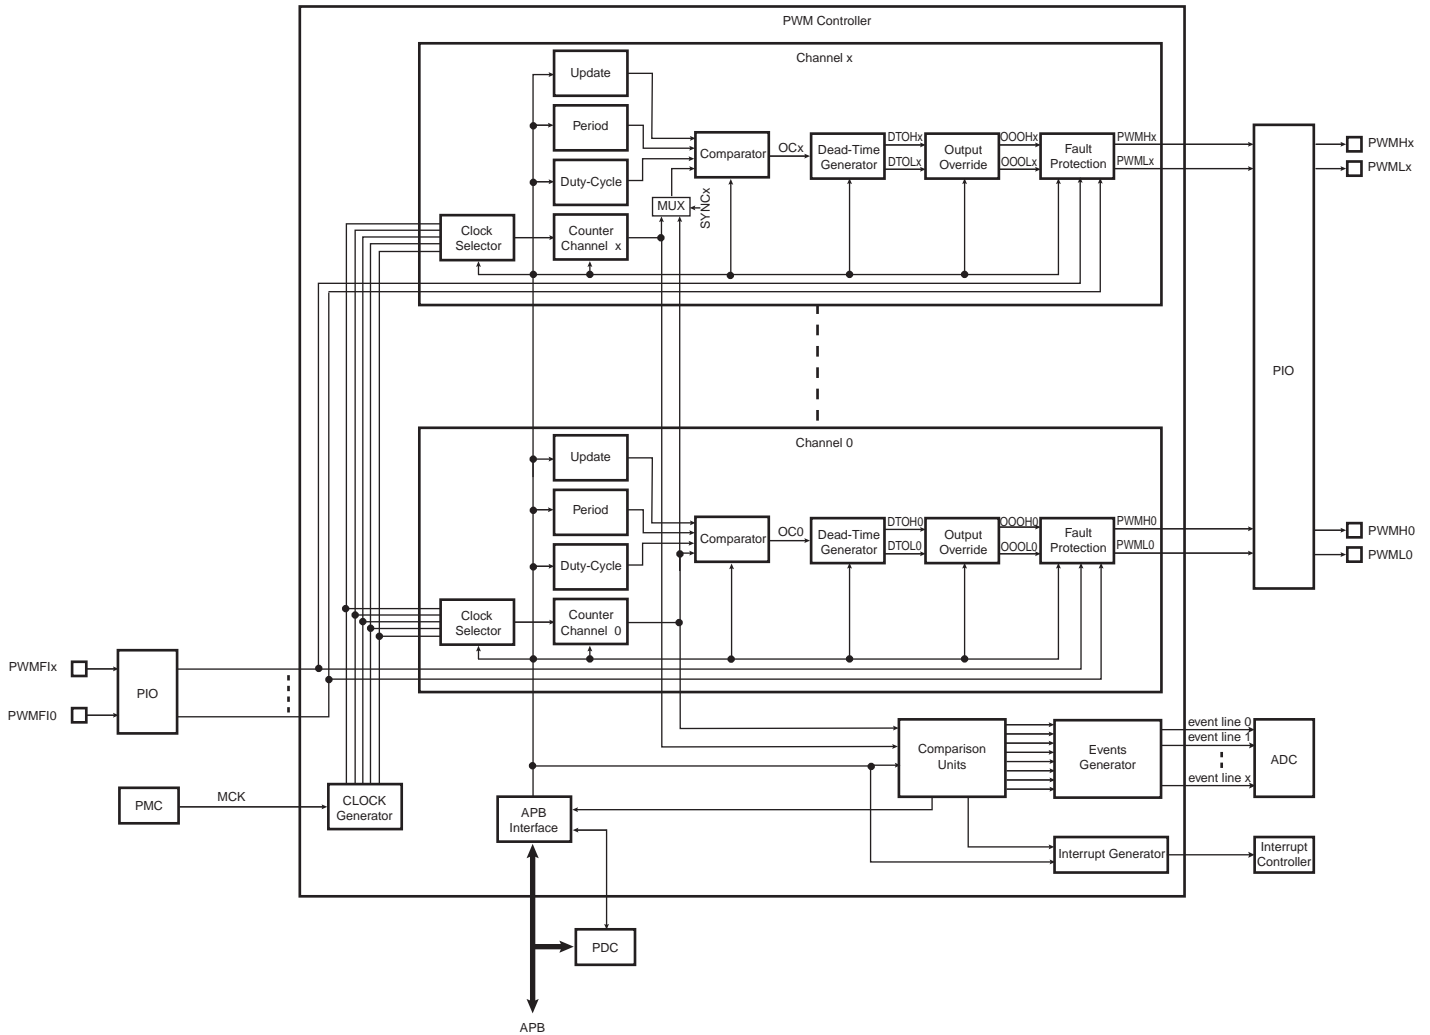 PWM Controller
Channel x
Update
Period
Comparator
OCx
Dead-Time
Generator
DTOHx
DTOLx
Output
Override
OOOHx
OOOLx
Fault
Protection
PWMHx
PWMLx
PWMHx
PWMLx
Duty-Cycle
MUX
SYNCx
Clock
Selector
Counter
Channel x
PIO
Channel 0
Update
Period
Comparator
OC0
Dead-Time
Generator
DTOH0
DTOL0
Output
Override
OOOH0
OOOL0
Fault
Protection
PWMH0
PWML0
PWMH0
PWML0
Duty-Cycle
Clock
Selector
Counter
Channel 0
PWMFIx
PIO
PWMFI0
Comparison
Units
Events
Generator
event line 0
event line 1
event line x
ADC
PMC
MCK
CLOCK
Generator
APB
Interface
Interrupt Generator
Interrupt
Controller
PDC
APB